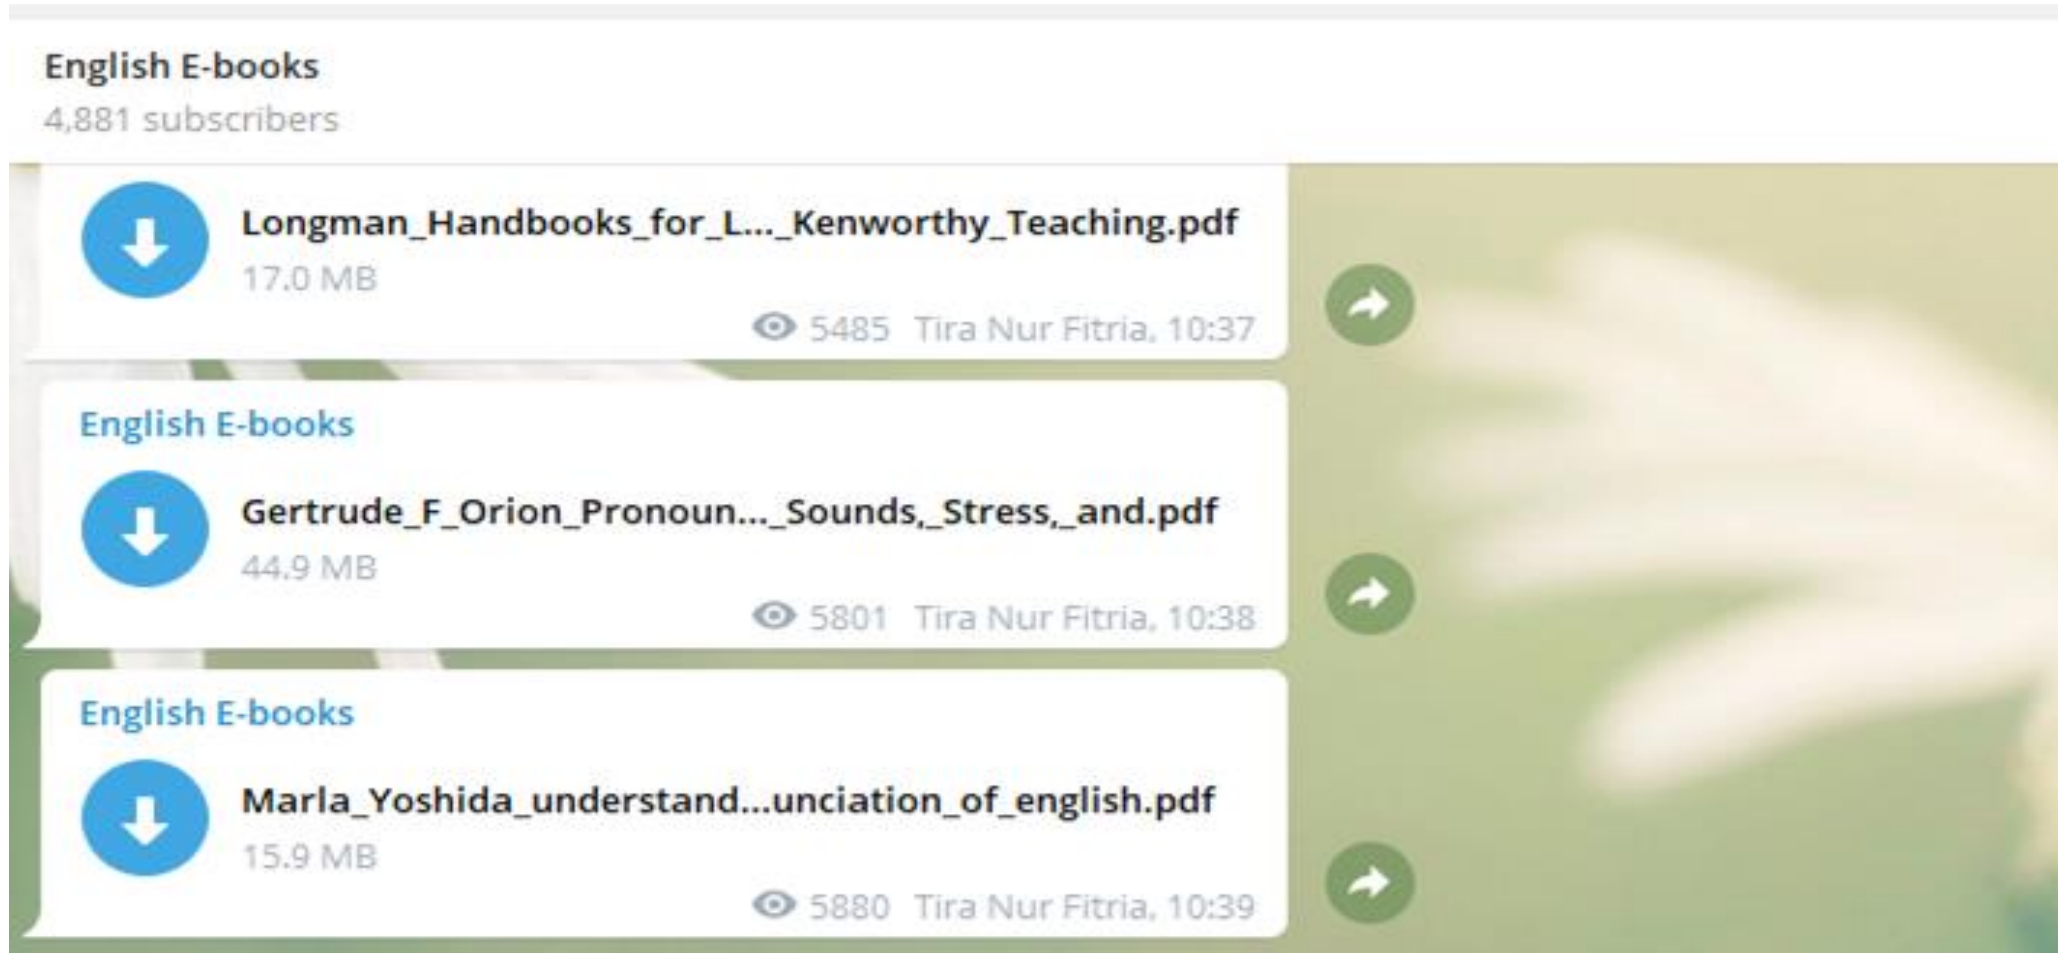 English E-books
4,881 subscribers
Longman_Handbooks_for_L..._Kenworthy_Teaching.pdf
17.0 MB
5485 Tira Nur Fitria, 10:37
English E-books
Gertrude_F_Orion_Pronoun..._Sounds,_Stress,_and.pdf
44.9 MB
5801 Tira Nur Fitria, 10:38
English E-books
Marla_Yoshida_understand...unciation_of_english.pdf
15.9 MB
5880 Tira Nur Fitria, 10:39